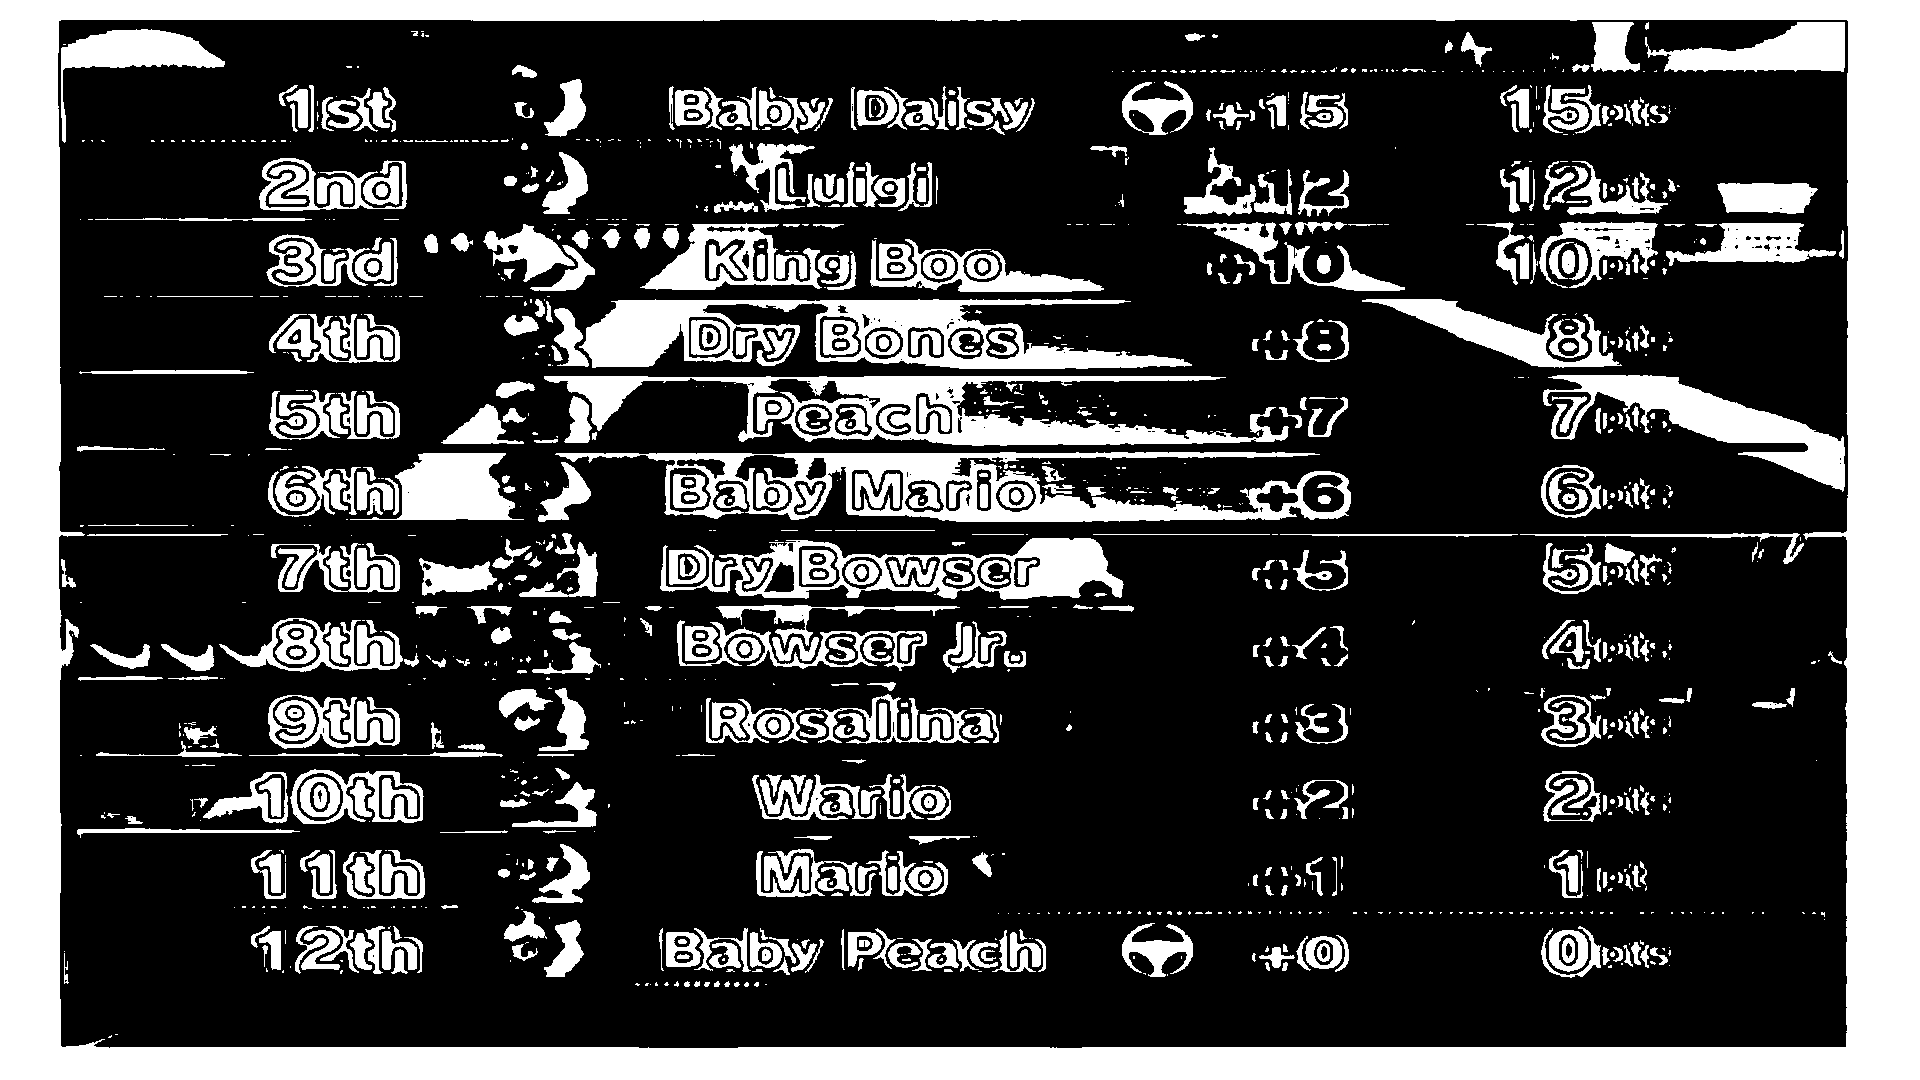 1st Baby Daisy +15 15pts
2nd Luigi +12 12pts
3rd King Boo +10 10pts
4th Dry Bones +8 8pts
5th Peach +7 7pts
6th Baby Mario +6 6pts
7th Dry Bowser +5 5pts
8th Bowser Jr. +4 4pts
9th Rosalina +3 3pts
10th Wario +2 2pts
11th Mario +1 1pt
12th Baby Peach +0 0pts